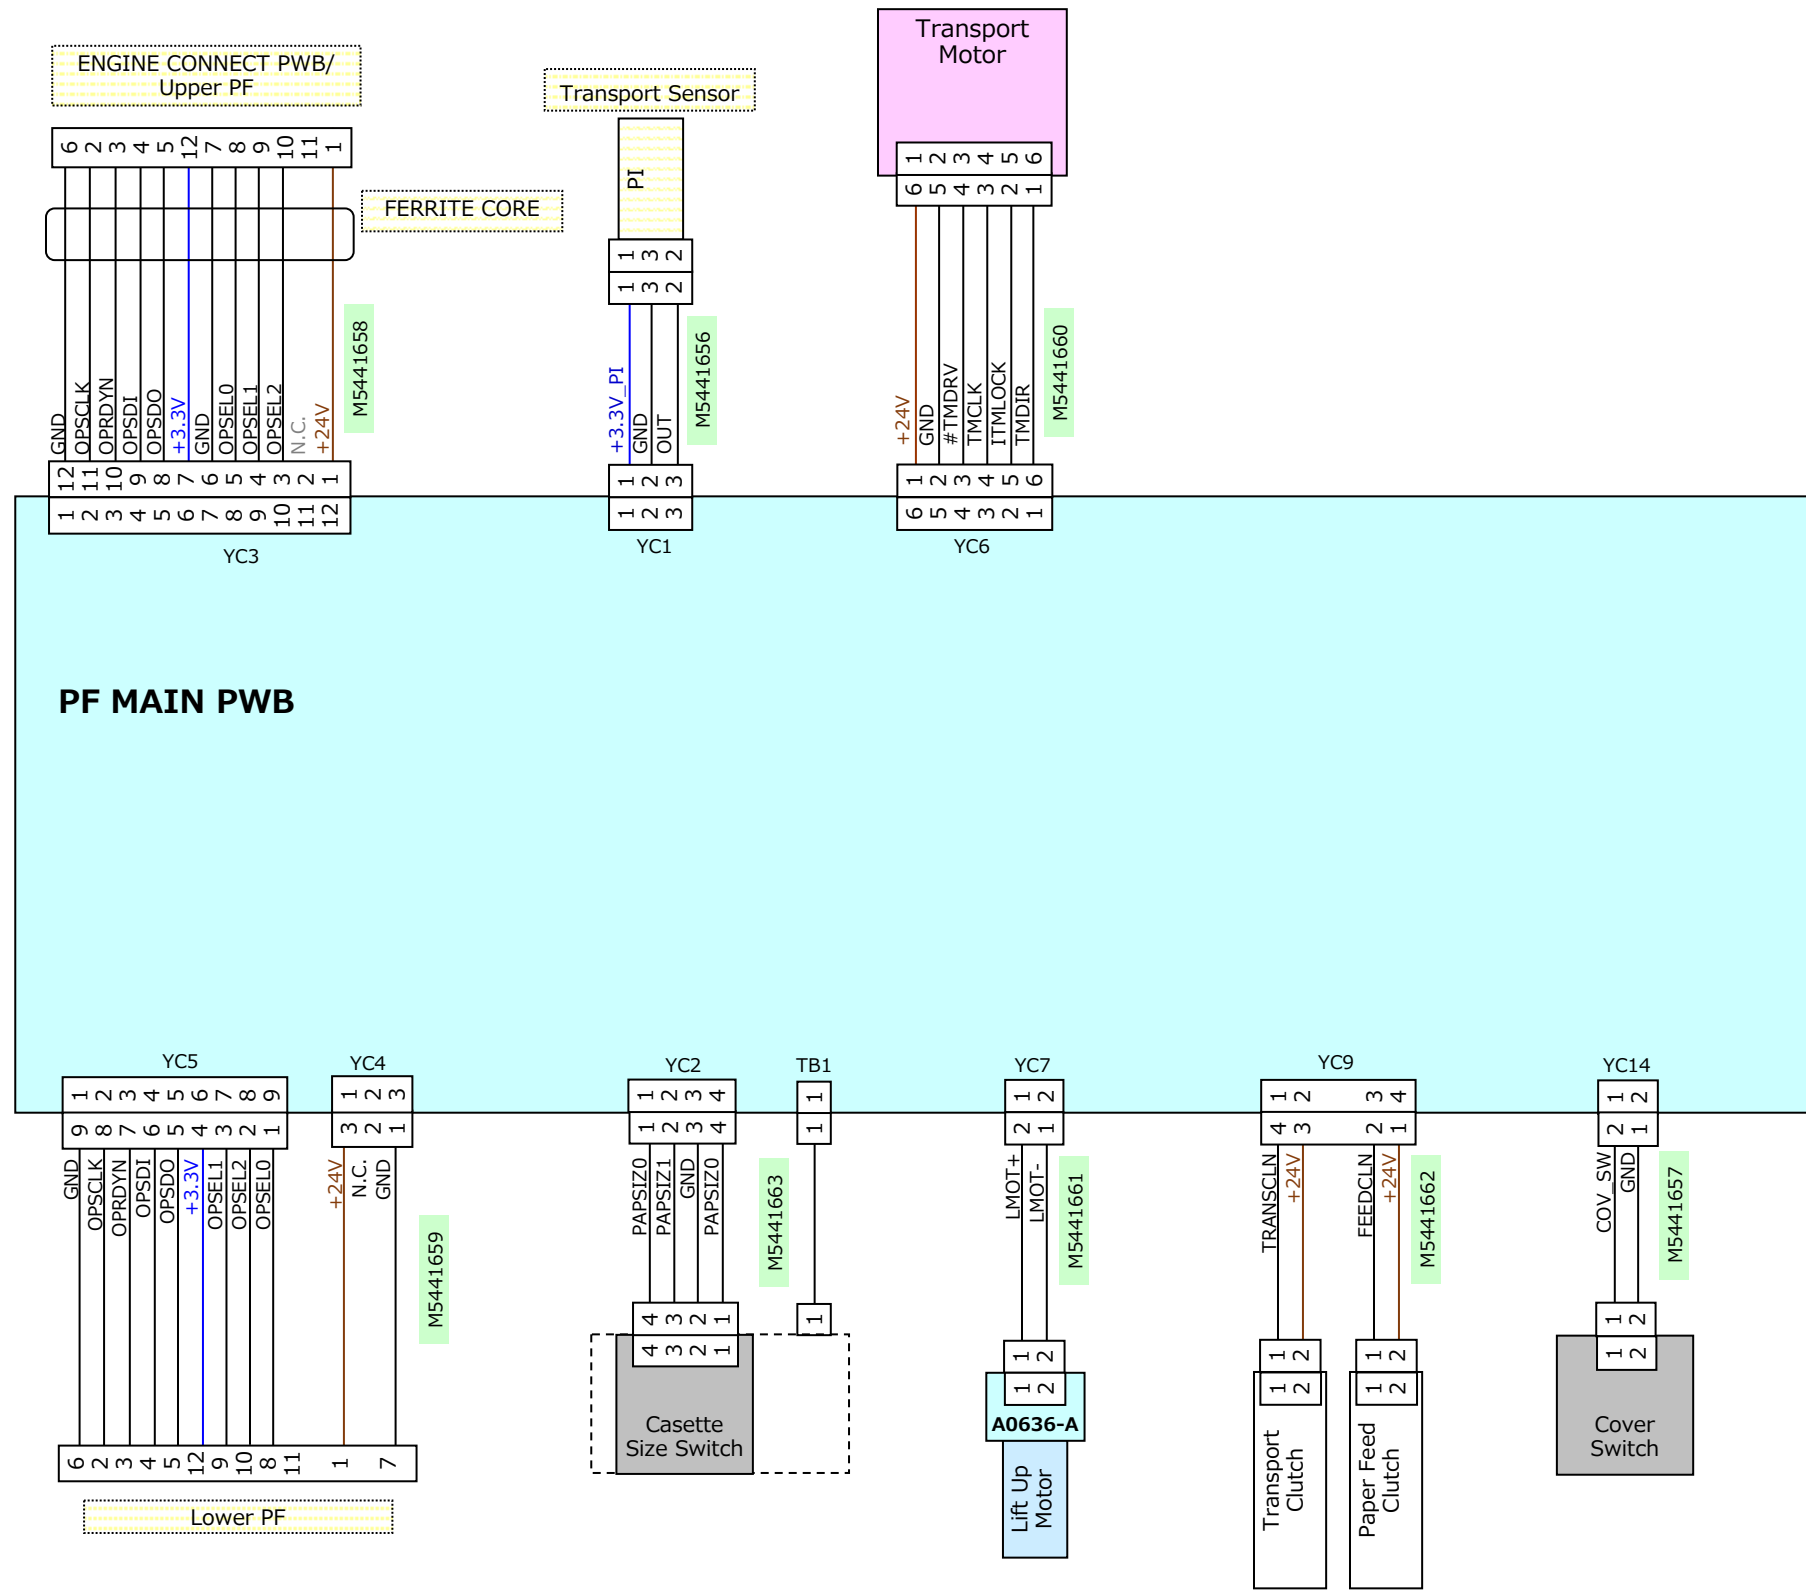 ENGINE CONNECT PWB/
Upper PF
6 2 3 4 5 12 7 8 9 10 11 1
FERRITE CORE
GND OPSCLK OPRDYN OPSDI OPSDO +3.3V GND OPSEL0 OPSEL1 OPSEL2 N.C. +24V
M5441658
12 11 10 9 8 7 6 5 4 3 2 1
1 2 3 4 5 6 7 8 9 10 11 12
YC3
Transport Sensor
PI
1 3 2
1 3 2
+3.3V_PI GND OUT
M5441656
1 2 3
1 2 3
YC1
Transport
Motor
1 2 3 4 5 6
6 5 4 3 2 1
+24V GND #TMDRV TMCLK ITMLOCK TMDIR
M5441660
1 2 3 4 5 6
6 5 4 3 2 1
YC6
PF MAIN PWB
YC5
1 2 3 4 5 6 7 8 9
9 8 7 6 5 4 3 2 1
GND OPSCLK OPRDYN OPSDI OPSDO +3.3V OPSEL1 OPSEL2 OPSEL0
YC4
1 2 3
3 2 1
+24V N.C. GND
M5441659
6 2 3 4 5 12 9 10 8 11 1 7
Lower PF
YC2
1 2 3 4
1 2 3 4
PAPSIZ0 PAPSIZ1 GND PAPSIZ0
M5441663
4 3 2 1
4 3 2 1
Casette
Size Switch
TB1
1
1
1
YC7
1 2
2 1
LMOT+ LMOT-
M5441661
1 2
1 2
A0636-A
Lift Up
Motor
YC9
1 2 3 4
4 3 2 1
TRANSCLN +24V FEEDCLN +24V
M5441662
1 2
1 2
Transport
Clutch
1 2
1 2
Paper Feed
Clutch
YC14
1 2
2 1
COV_SW GND
M5441657
1 2
1 2
Cover
Switch